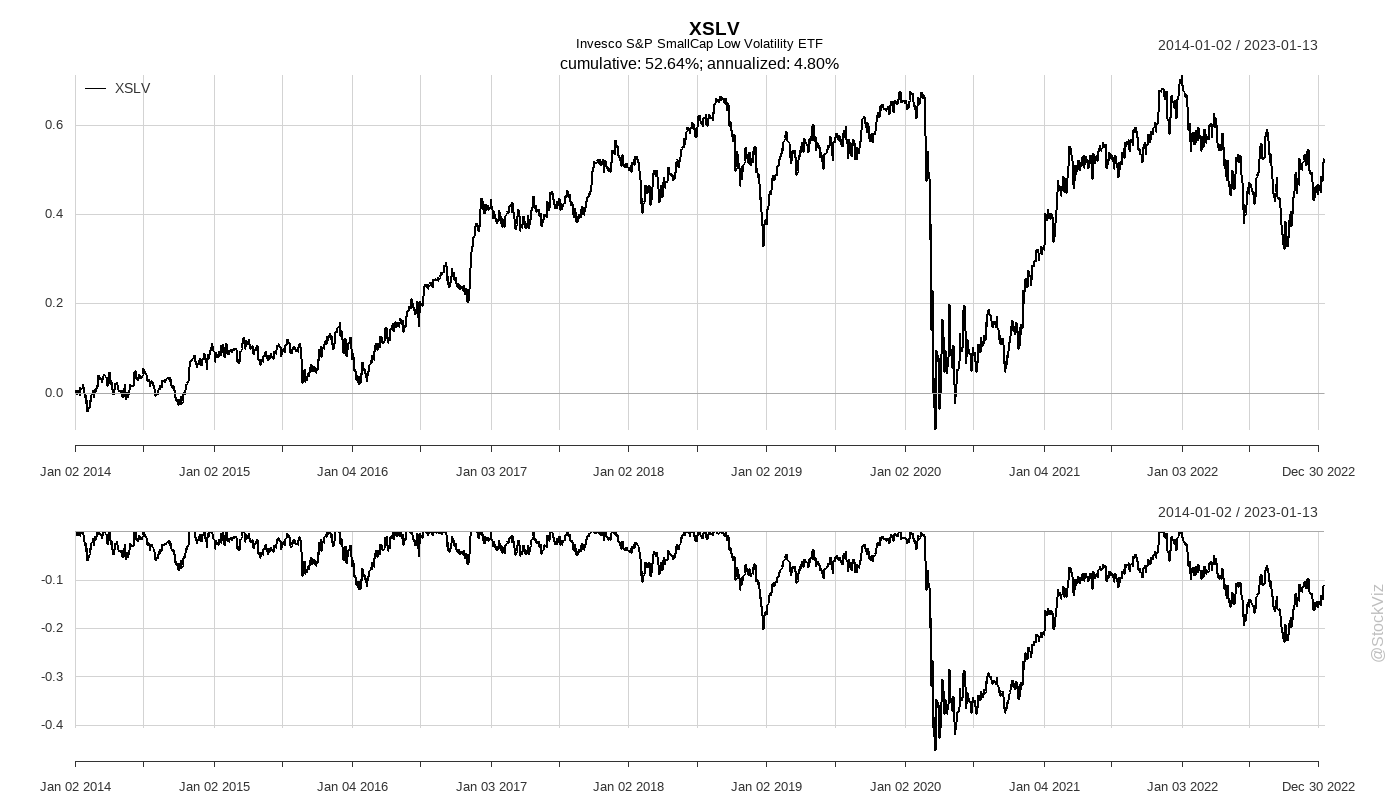 XSLV
Invesco S&P SmallCap Low Volatility ETF
cumulative: 52.64%; annualized: 4.80%
2014-01-02 / 2023-01-13
XSLV
0.6
0.4
0.2
0.0
Jan 02 2014 Jan 02 2015 Jan 04 2016 Jan 03 2017 Jan 02 2018 Jan 02 2019 Jan 02 2020 Jan 04 2021 Jan 03 2022 Dec 30 2022
2014-01-02 / 2023-01-13
-0.1
-0.2
-0.3
-0.4
Jan 02 2014 Jan 02 2015 Jan 04 2016 Jan 03 2017 Jan 02 2018 Jan 02 2019 Jan 02 2020 Jan 04 2021 Jan 03 2022 Dec 30 2022
@StockViz